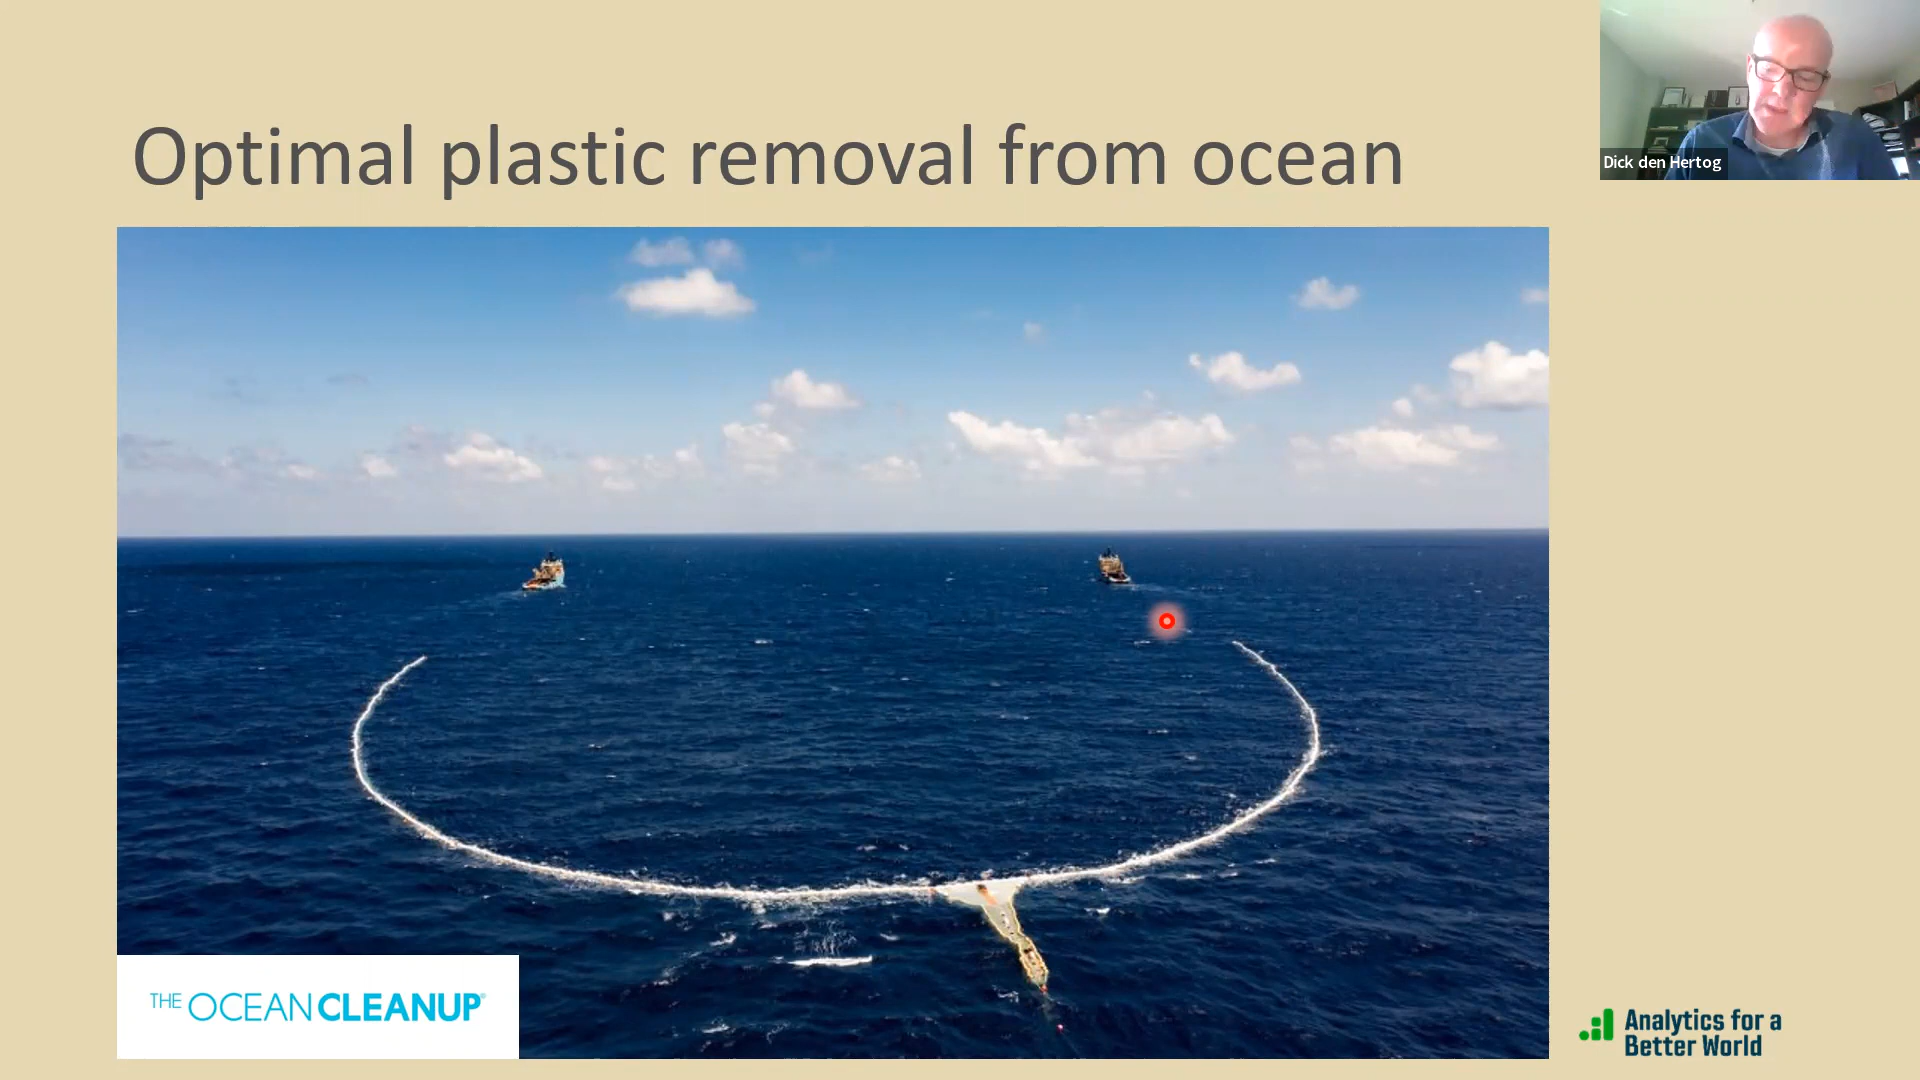 Optimal plastic removal from ocean
Dick den Hertog
THE OCEAN CLEANUP®
Analytics for a
Better World